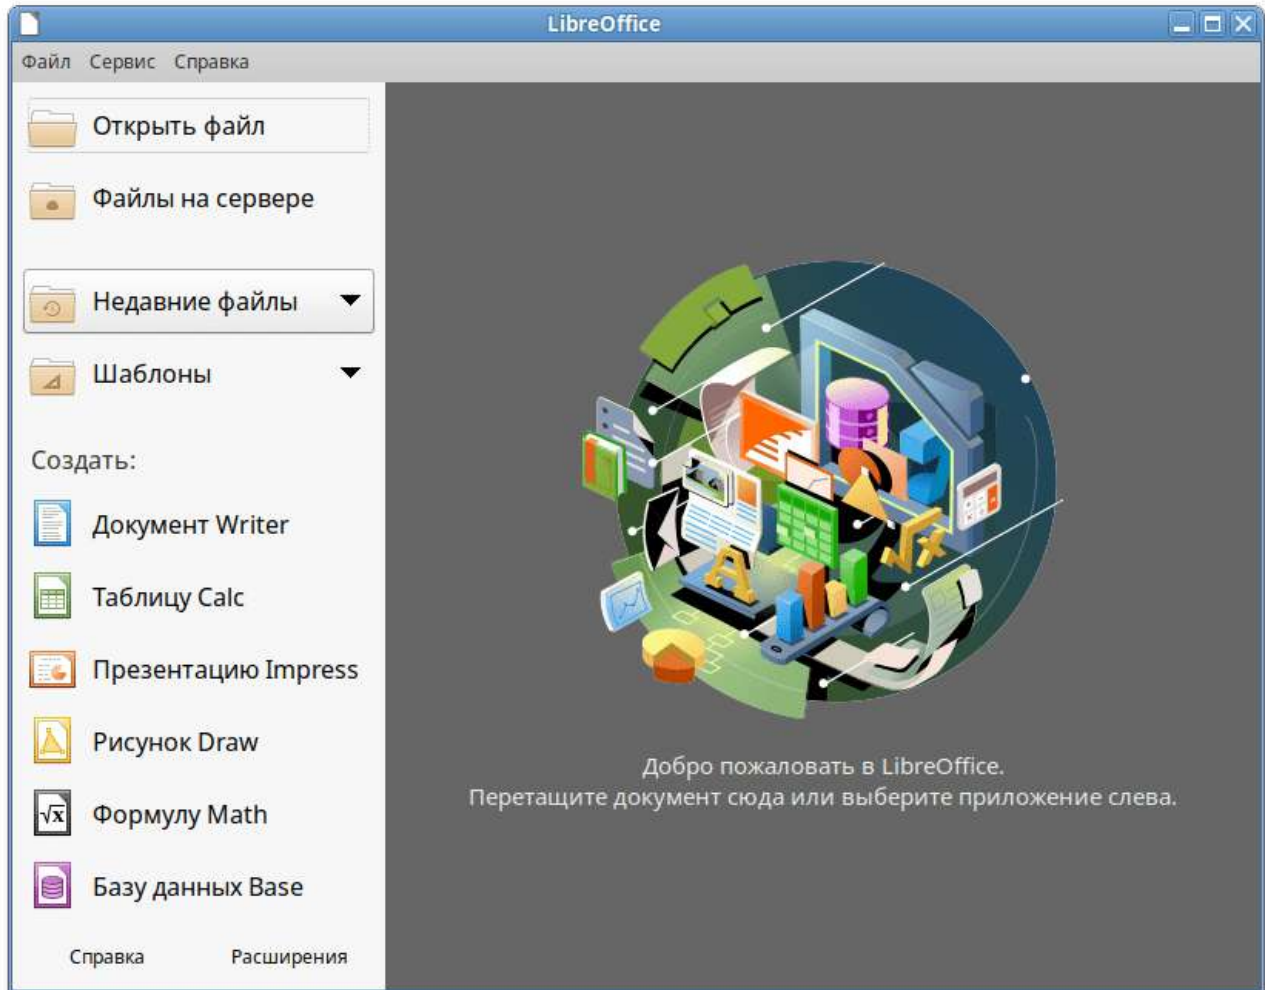 LibreOffice
Файл Сервис Справка
Открыть файл
Файлы на сервере
Недавние файлы
Шаблоны
Создать:
Документ Writer
Таблицу Calc
Презентацию Impress
Рисунок Draw
Формулу Math
Базу данных Base
Справка Расширения
Добро пожаловать в LibreOffice.
Перетащите документ сюда или выберите приложение слева.